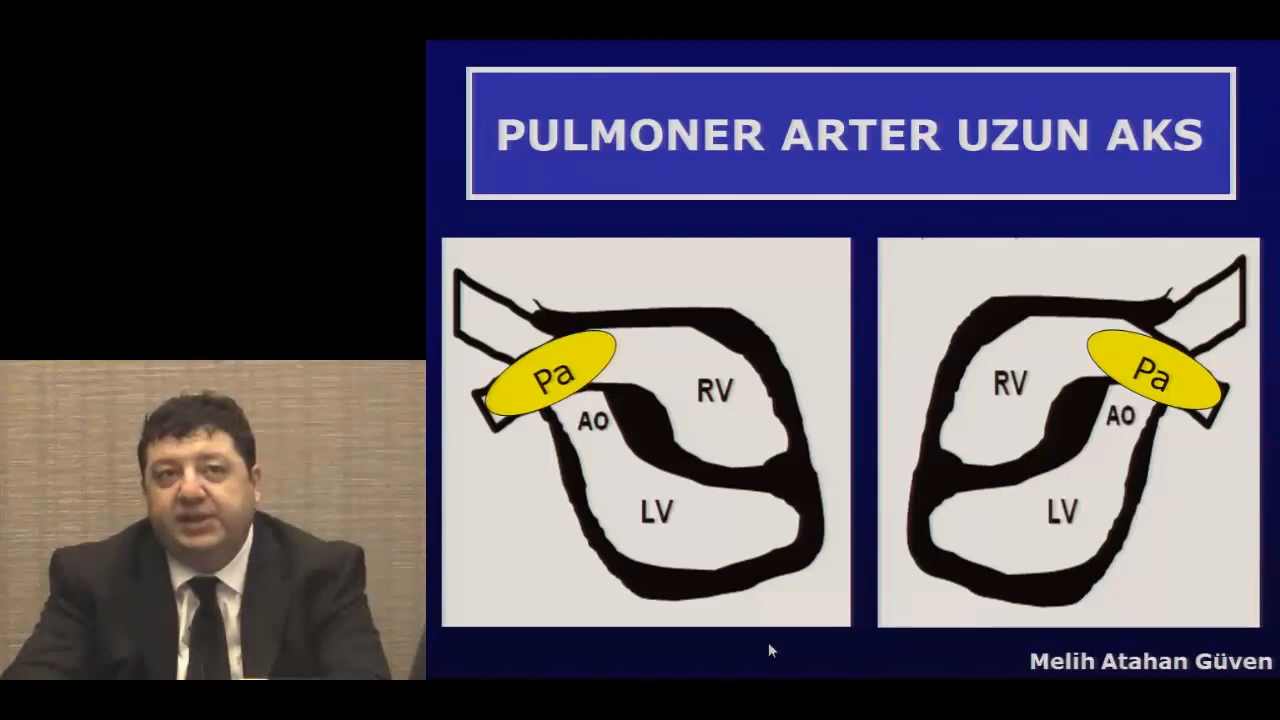 PULMONER ARTER UZUN AKS
Pa
RV
AO
LV
Pa
RV
AO
LV
Melih Atahan Güven